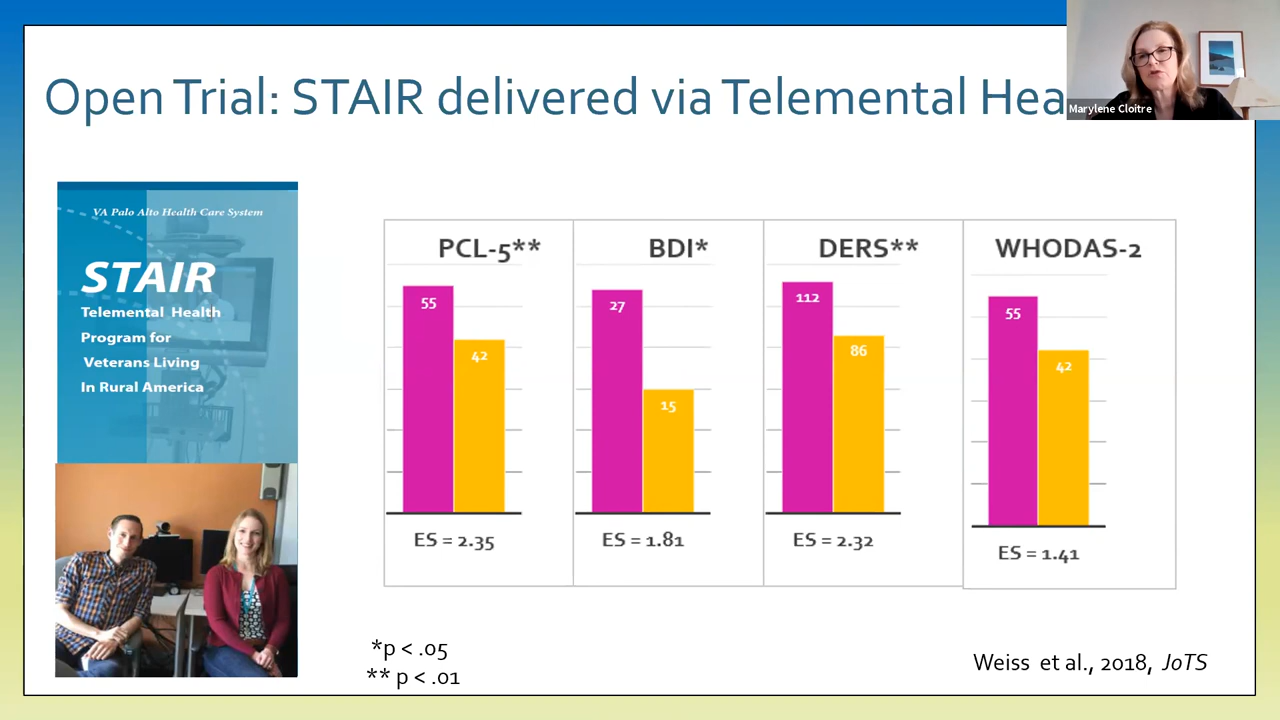 Open Trial: STAIR delivered via Telemental Hea
Marylene Cloitre
VA Palo Alto Health Care System
STAIR
Telemental Health
Program for
Veterans Living
In Rural America
PCL-5**
55
42
ES = 2.35
BDI*
27
15
ES = 1.81
DERS**
112
86
ES = 2.32
WHODAS-2
55
42
ES = 1.41
*p < .05
** p < .01
Weiss et al., 2018, JoTS